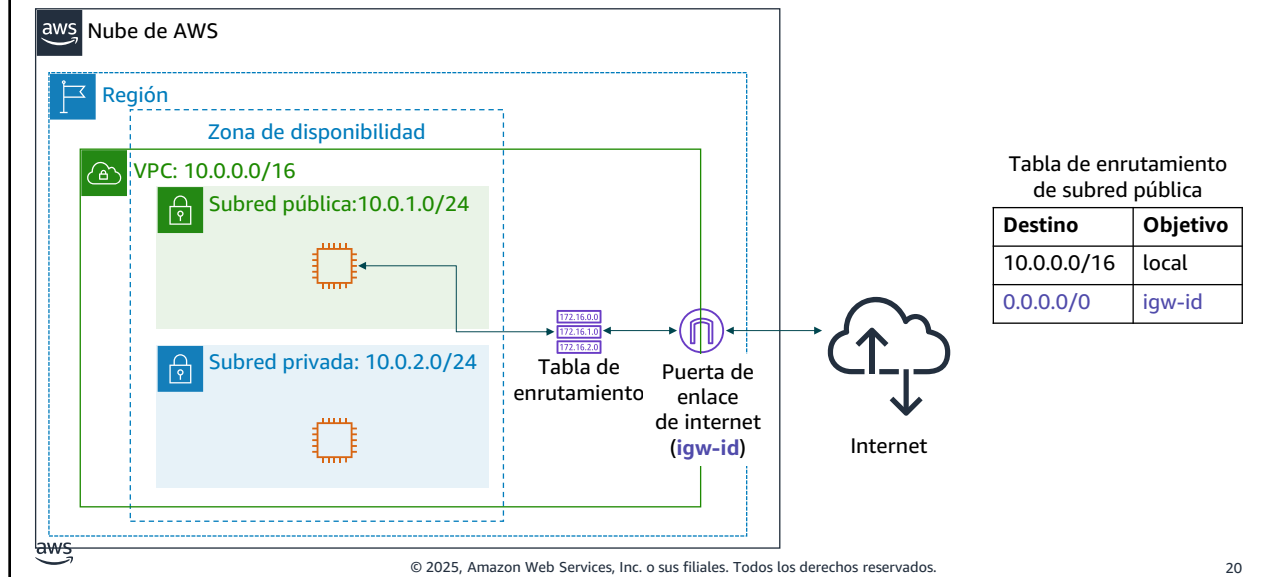 aws Nube de AWS
Región
Zona de disponibilidad
VPC: 10.0.0.0/16
Subred pública:10.0.1.0/24
Subred privada: 10.0.2.0/24
172.16.0.0
172.16.1.0
172.16.2.0
Tabla de
enrutamiento
Puerta de
enlace
de internet
(igw-id)
Internet
Tabla de enrutamiento
de subred pública
Destino Objetivo
10.0.0.0/16 local
0.0.0.0/0 igw-id
aws
© 2025, Amazon Web Services, Inc. o sus filiales. Todos los derechos reservados.
20